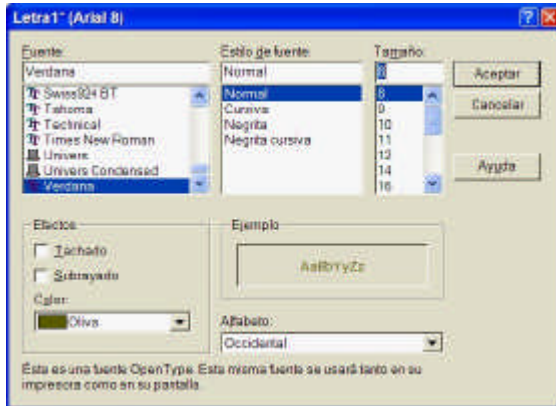 Letra1* (Arial 8)
Fuente:
Estilo de fuente:
Tamaño:
Verdana
Normal
8
Aceptar
Swiss924 BT
Tahoma
Technical
Times New Roman
Univers
Univers Condensed
Verdana
Normal
Cursiva
Negrita
Negrita cursiva
8
9
10
11
12
14
16
Cancelar
Ayuda
Efectos
Tachado
Subrayado
Color:
Oliva
Ejemplo
AaBbYyZz
Alfabeto:
Occidental
Ésta es una fuente OpenType. Esta misma fuente se usará tanto en su
impresora como en su pantalla.